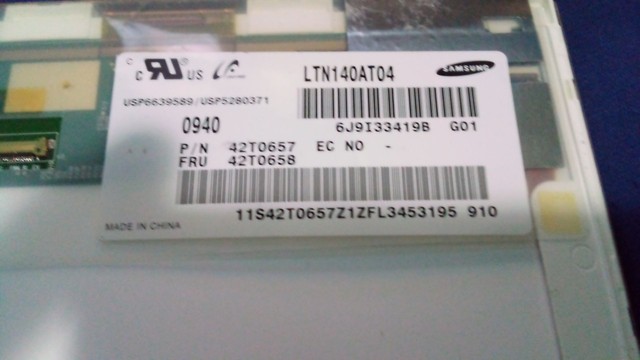 C UR US LTN140AT04 SAMSUNG
USP6639589/USP5280371
0940 6J9I33419B G01
P/N 42T0657 EC NO -
FRU 42T0658
11S42T0657Z1ZFL3453195 910
MADE IN CHINA